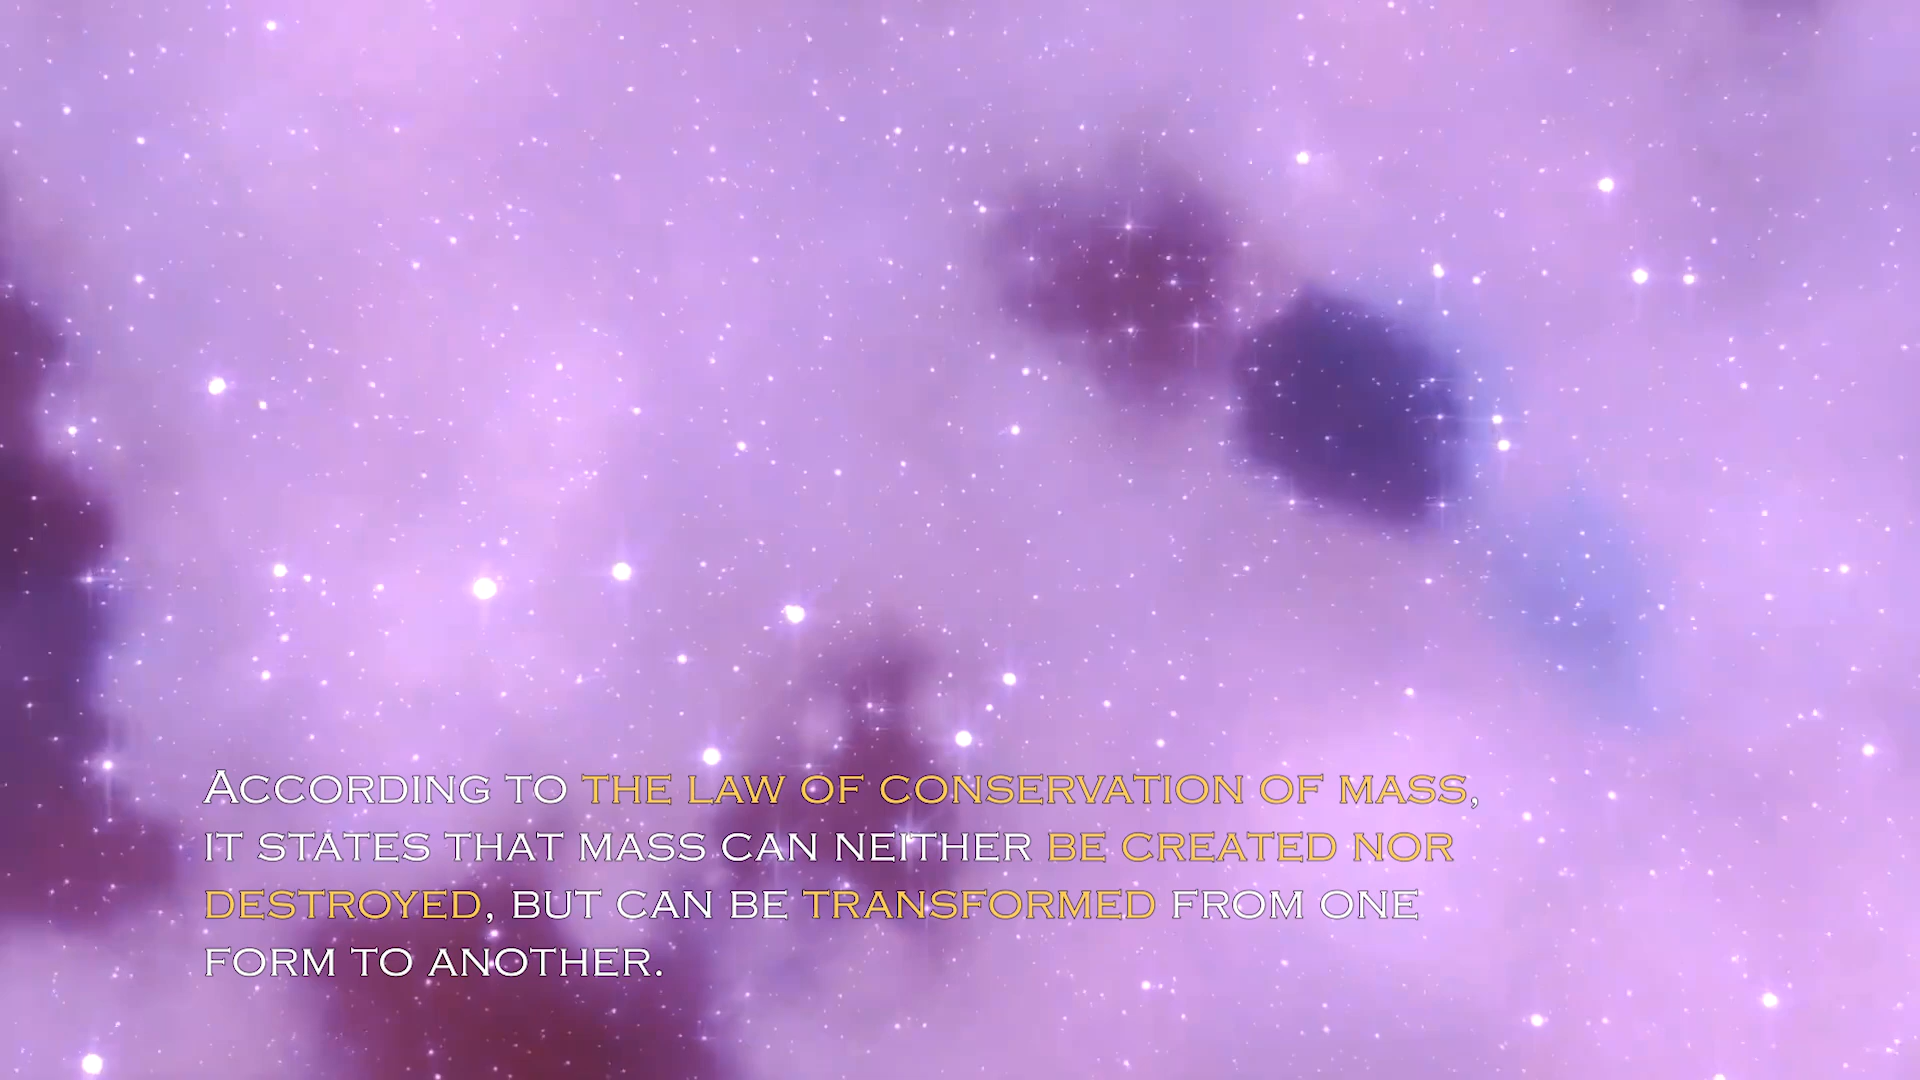 According to the law of conservation of mass,
it states that mass can neither be created nor
destroyed, but can be transformed from one
form to another.